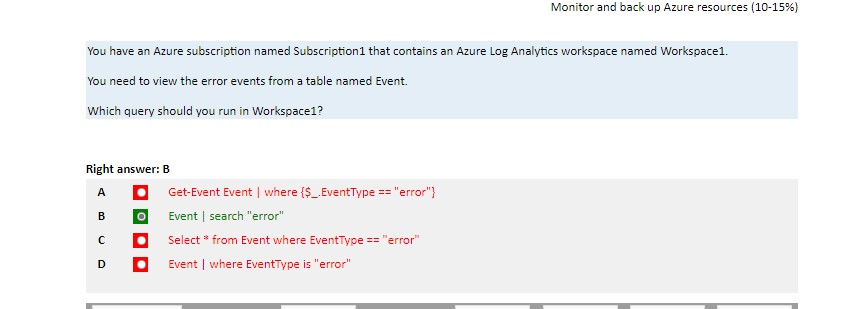 Monitor and back up Azure resources (10-15%)
You have an Azure subscription named Subscription1 that contains an Azure Log Analytics workspace named Workspace1.
You need to view the error events from a table named Event.
Which query should you run in Workspace1?
Right answer: B
A Get-Event Event | where {$_.EventType == "error"}
B Event | search "error"
C Select * from Event where EventType == "error"
D Event | where EventType is "error"